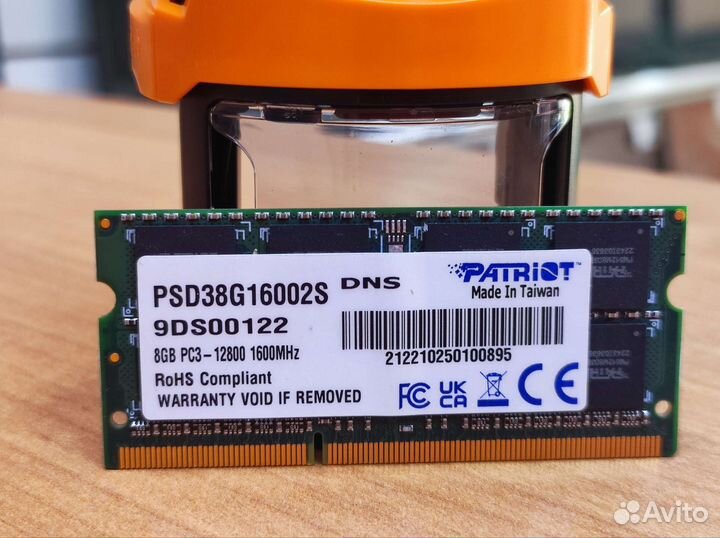 PSD38G16002S DNS
PATRIOT
Made In Taiwan
9DS00122
8GB PC3-12800 1600MHz
212210250100895
RoHS Compliant
WARRANTY VOID IF REMOVED
FC UK CA CE
Avito